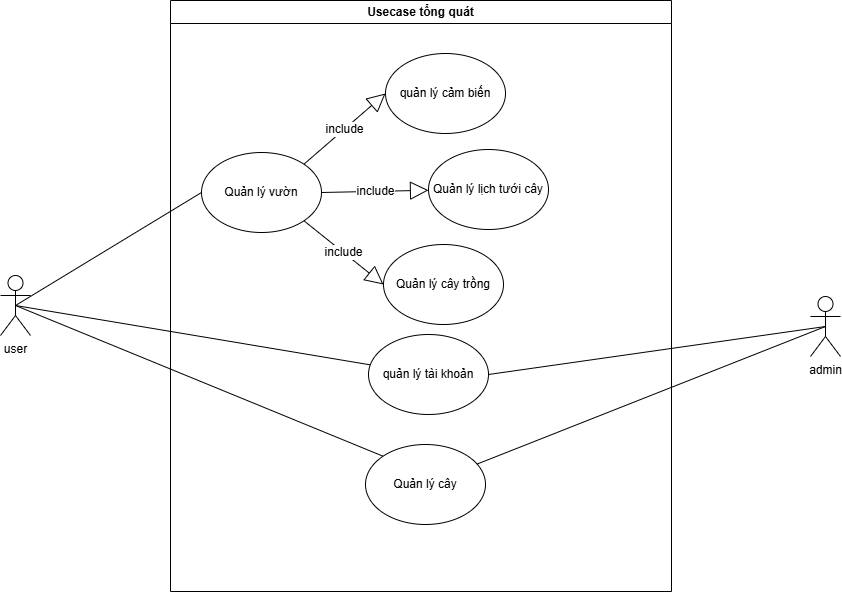 Usecase tổng quát
quản lý cảm biến
include
Quản lý vườn
include
Quản lý lịch tưới cây
include
Quản lý cây trồng
user
quản lý tài khoản
admin
Quản lý cây